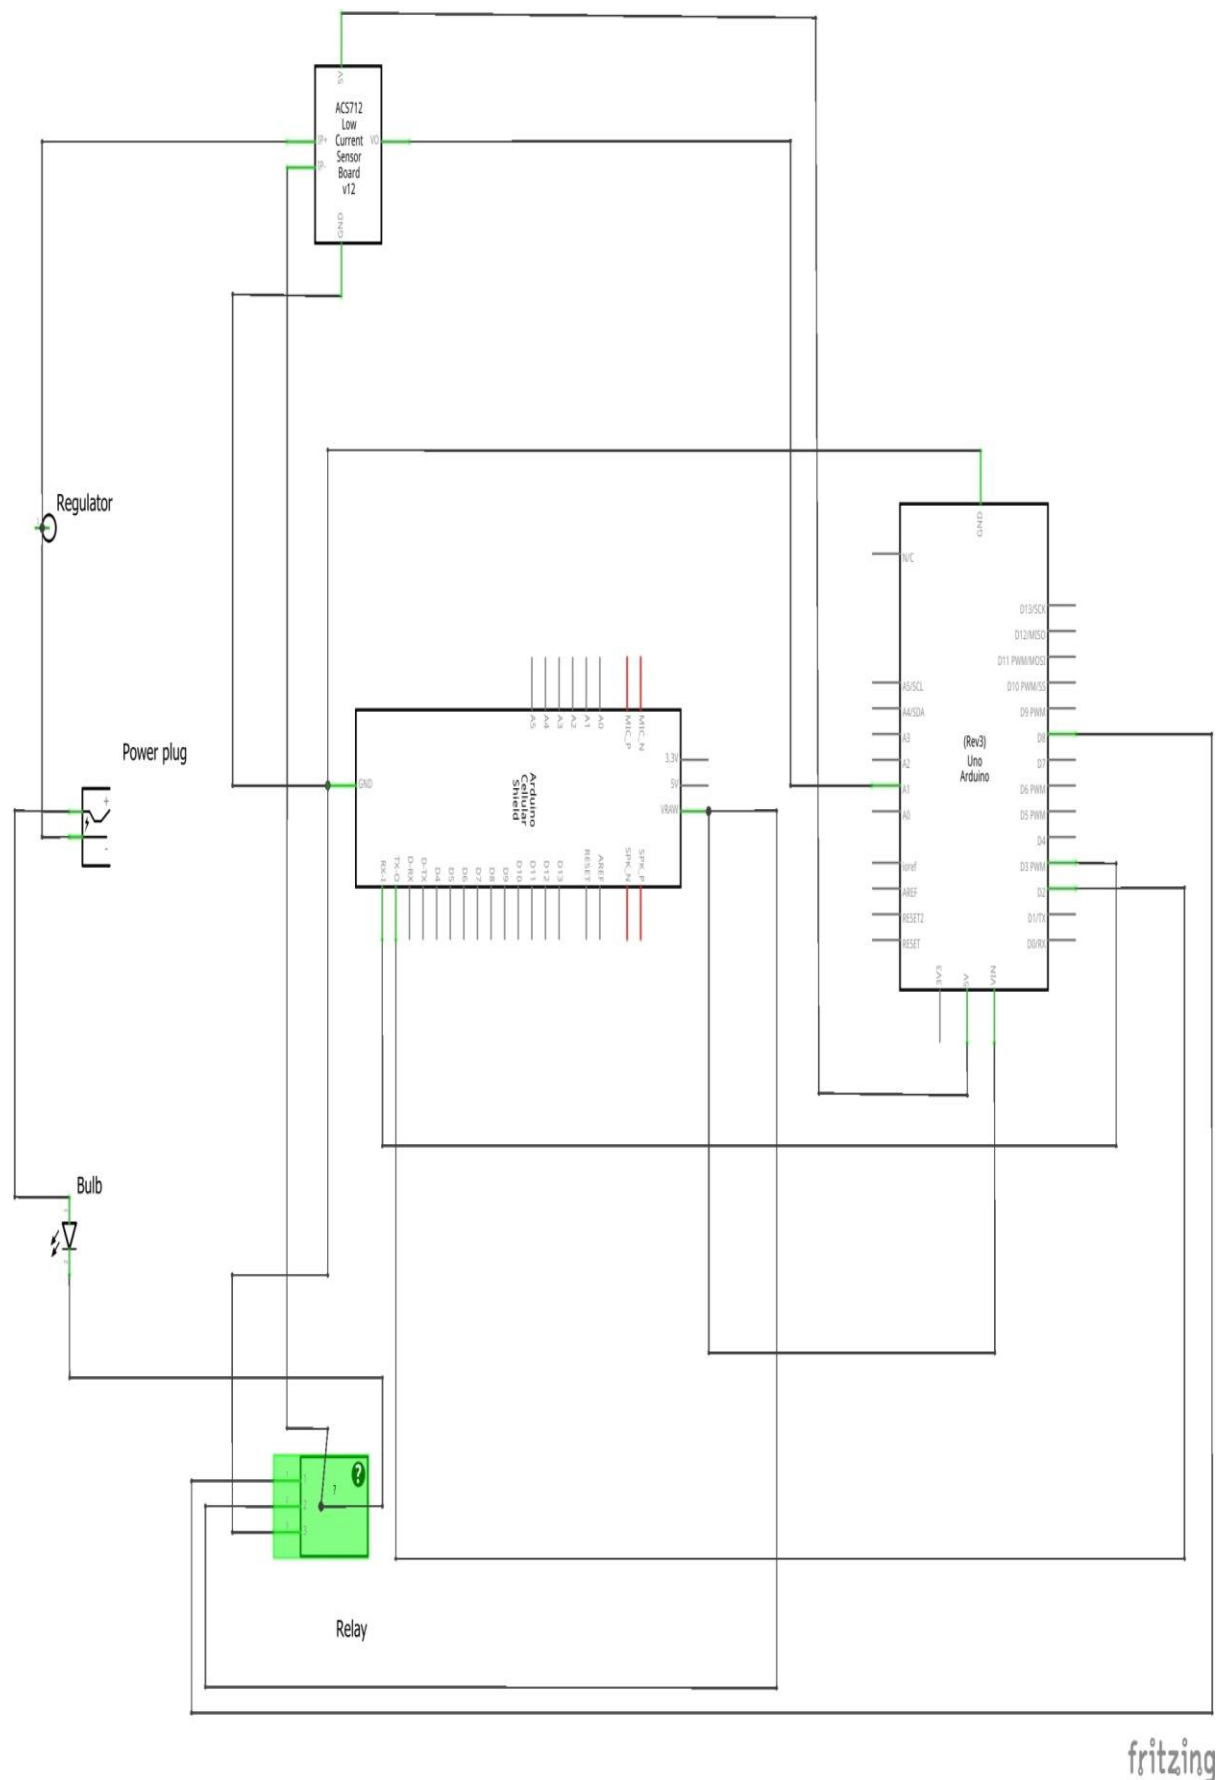 5V
ACS712
Low
Current
Sensor
Board
v12
IP+
IP-
VO
GND
Regulator
GND
N/C
D13/SCK
D12/MISO
D11 PWM/MOSI
D10 PWM/SS
D9 PWM
D8
D7
D6 PWM
D5 PWM
D4
D3 PWM
D2
D1/TX
D0/RX
A5/SCL
A4/SDA
A3
A2
A1
A0
ioref
AREF
RESET2
RESET
(Rev3)
Uno
Arduino
3V3
5V
VIN
A5
A4
A3
A2
A1
A0
MIC_P
MIC_N
3.3V
5V
VRAW
GND
Arduino
Cellular
Shield
RX-I
TX-O
D-RX
D-TX
D4
D5
D6
D7
D8
D9
D10
D11
D12
D13
RESET
AREF
SPK_N
SPK_P
Power plug
+
-
Bulb
1
2
?
?
1
2
3
Relay
fritzing